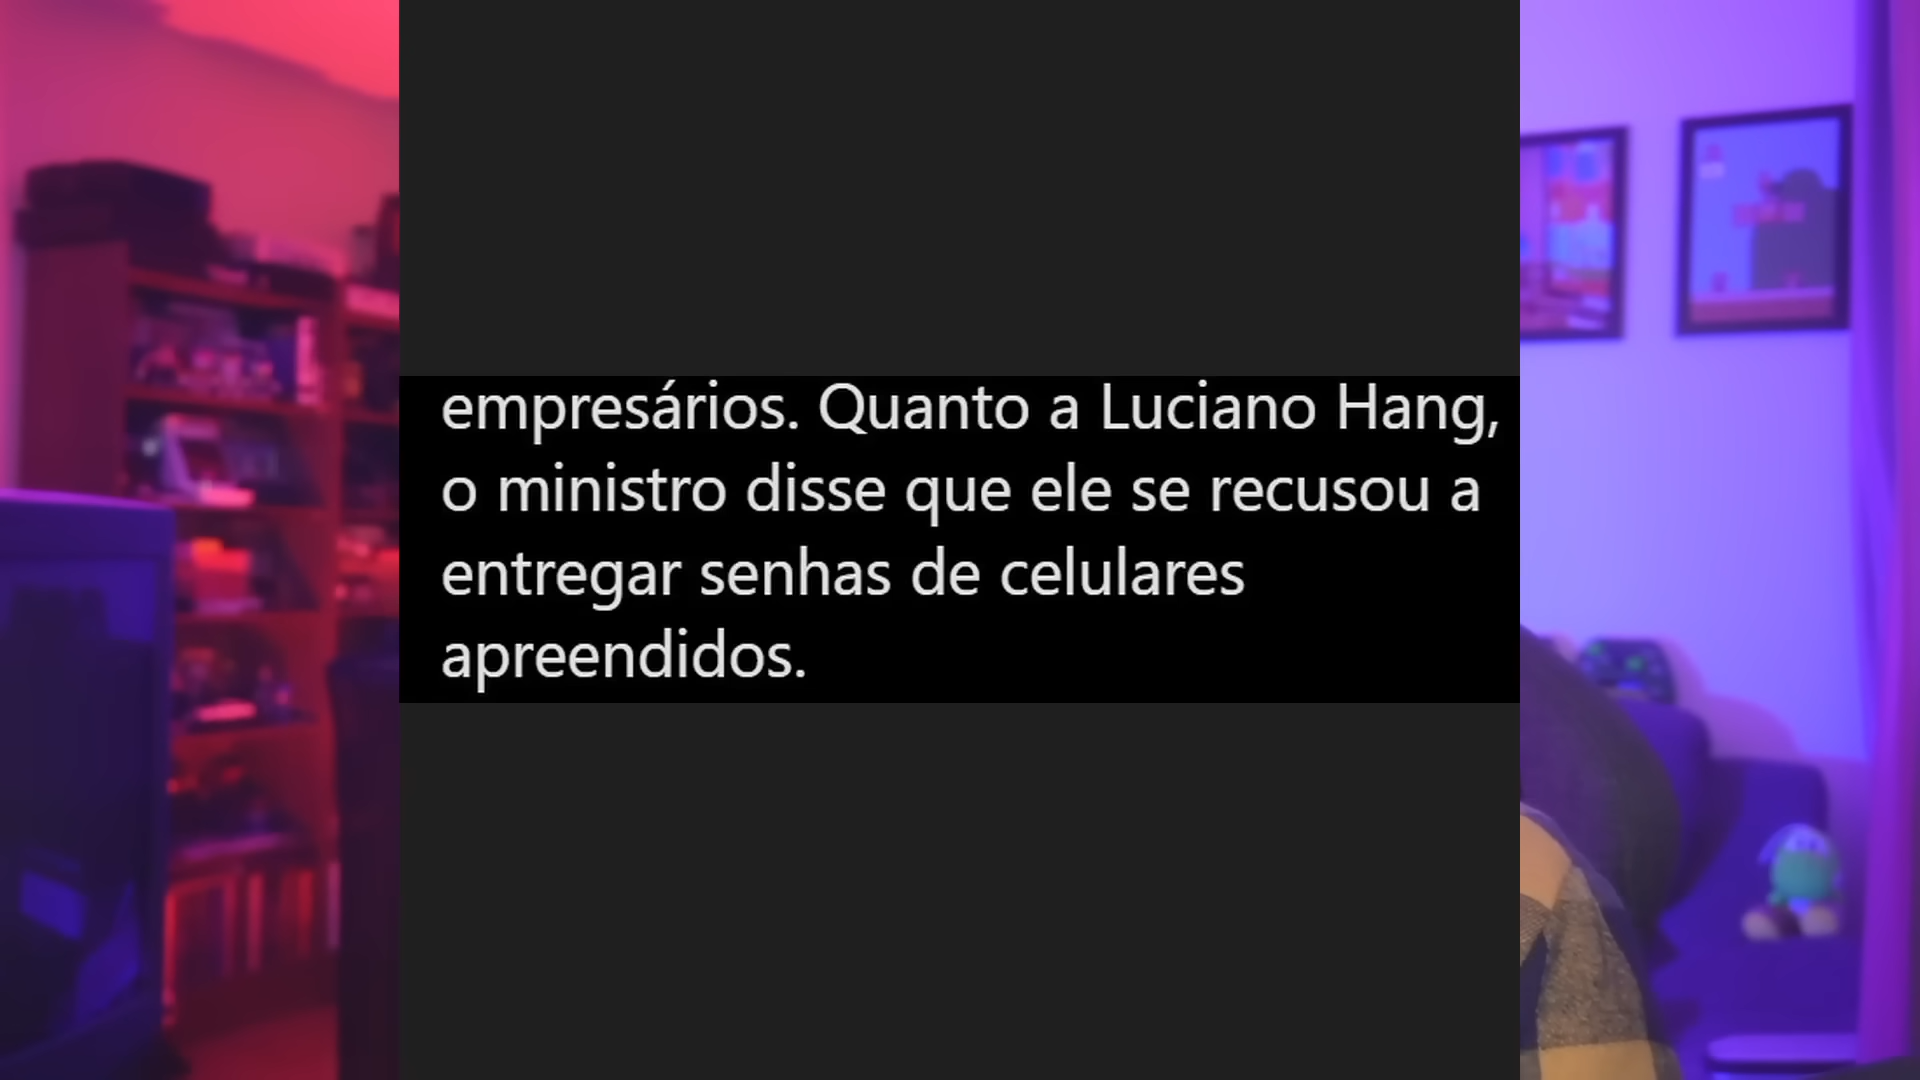 empresários. Quanto a Luciano Hang,
o ministro disse que ele se recusou a
entregar senhas de celulares
apreendidos.